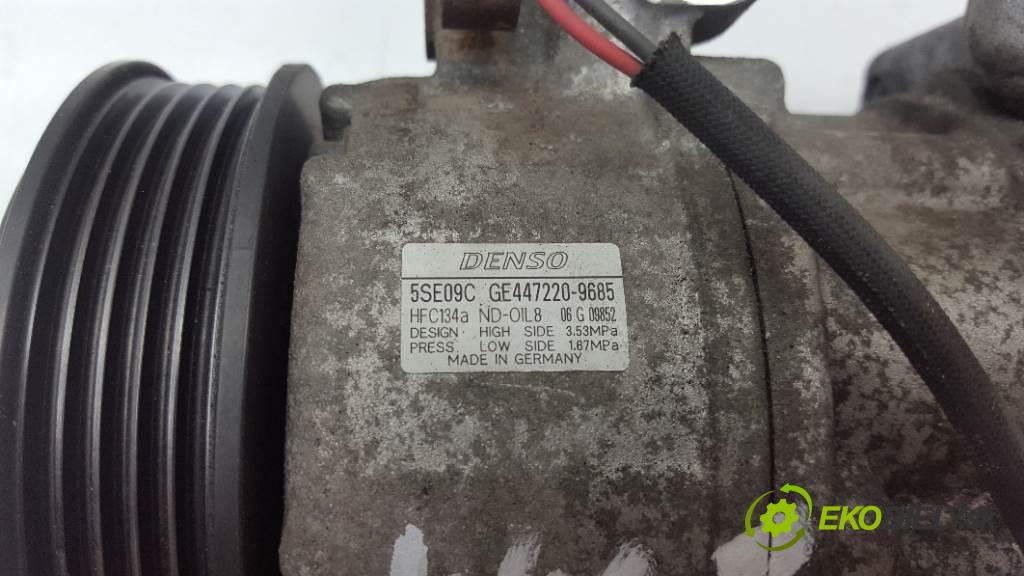 DENSO
5SE09C GE447220-9685
HFC134a ND-OIL8 06 G 09852
DESIGN HIGH SIDE 3.53MPa
PRESS. LOW SIDE 1.67MPa
MADE IN GERMANY
EKO